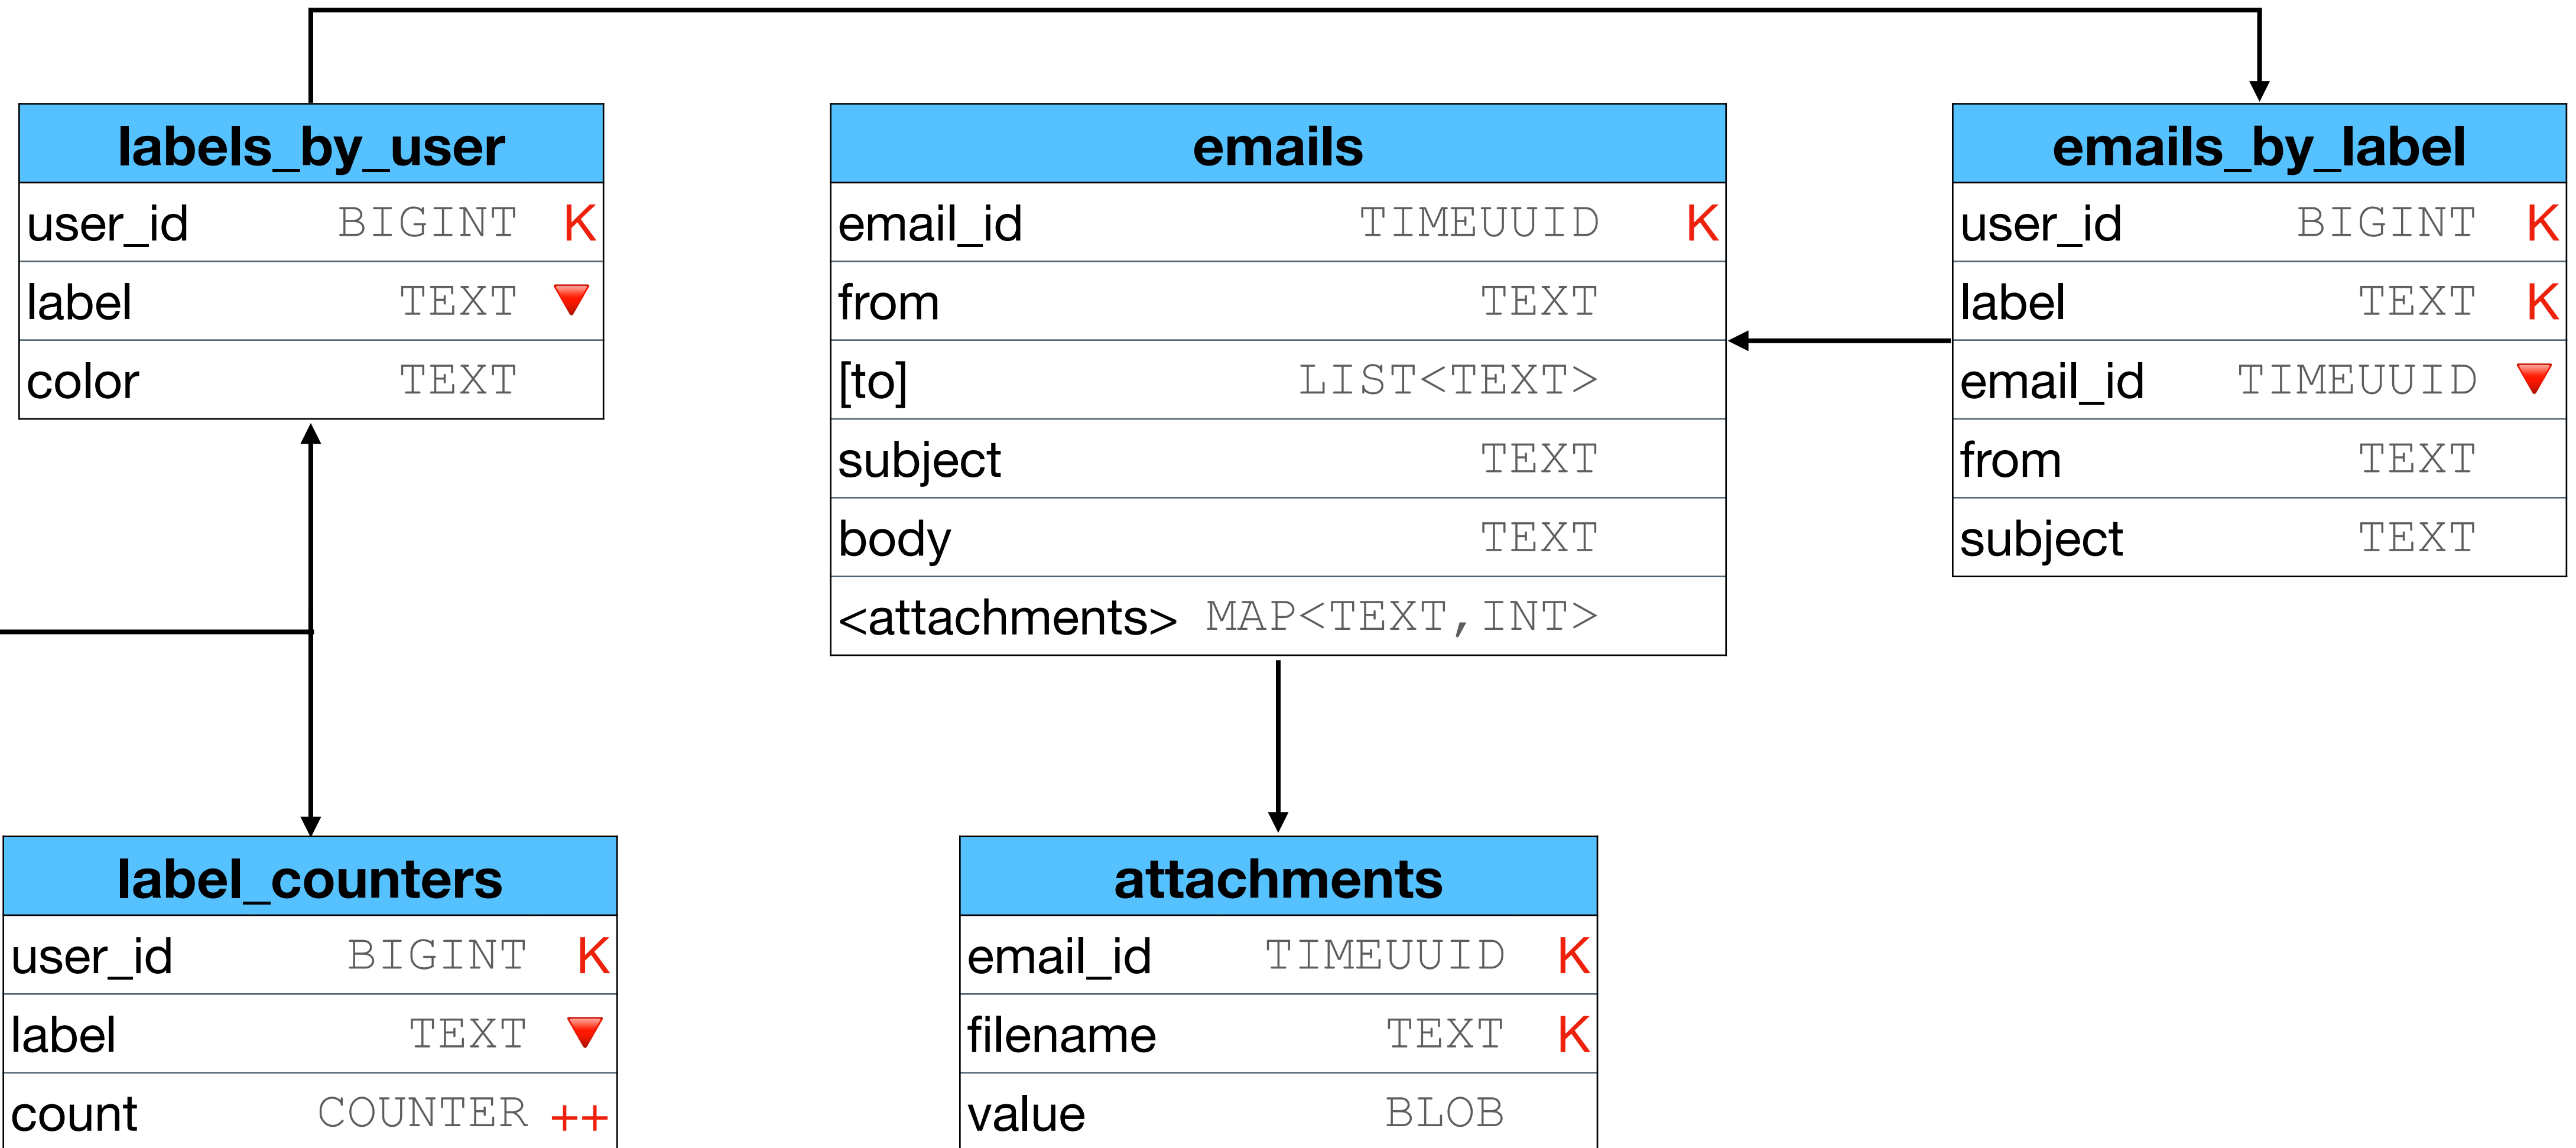 labels_by_user
user_id BIGINT K
label TEXT
color TEXT
emails
email_id TIMEUUID K
from TEXT
[to] LIST<TEXT>
subject TEXT
body TEXT
<attachments> MAP<TEXT,INT>
emails_by_label
user_id BIGINT K
label TEXT K
email_id TIMEUUID
from TEXT
subject TEXT
label_counters
user_id BIGINT K
label TEXT
count COUNTER ++
attachments
email_id TIMEUUID K
filename TEXT K
value BLOB